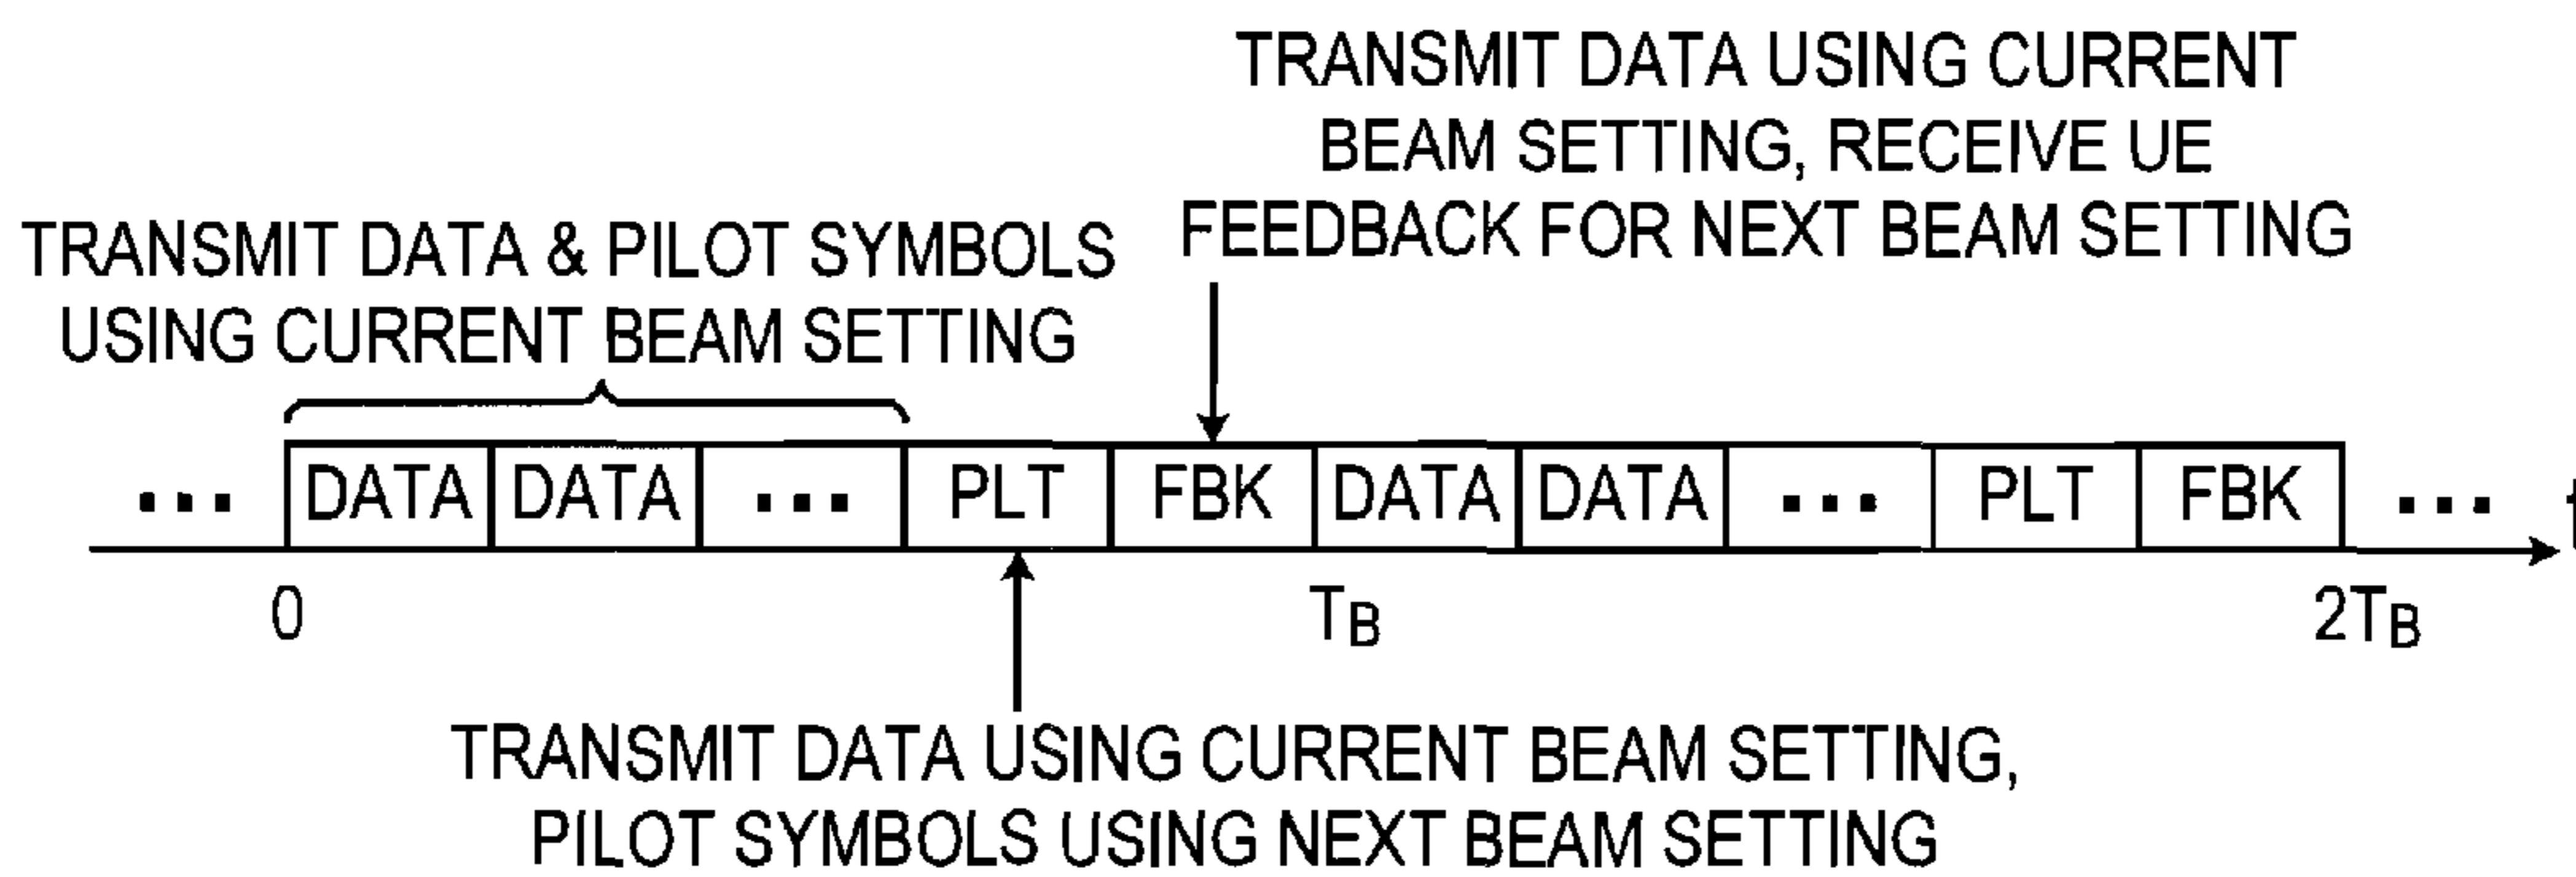 TRANSMIT DATA USING CURRENT
BEAM SETTING, RECEIVE UE
FEEDBACK FOR NEXT BEAM SETTING
TRANSMIT DATA & PILOT SYMBOLS
USING CURRENT BEAM SETTING
... DATA DATA ... PLT FBK DATA DATA ... PLT FBK ... t
0 TB 2TB
TRANSMIT DATA USING CURRENT BEAM SETTING,
PILOT SYMBOLS USING NEXT BEAM SETTING